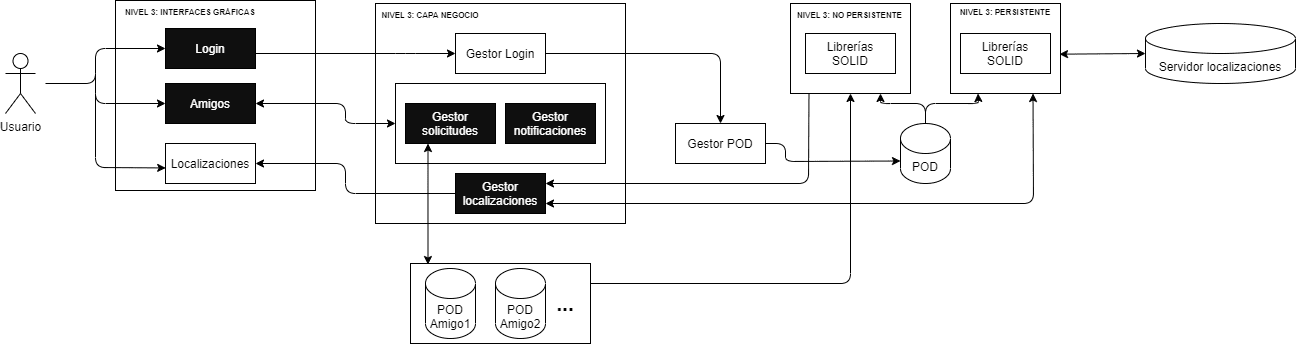 NIVEL 3: INTERFACES GRÁFICAS
NIVEL 3: CAPA NEGOCIO
NIVEL 3: NO PERSISTENTE
NIVEL 3: PERSISTENTE
Usuario
Login
Amigos
Localizaciones
Gestor Login
Gestor
solicitudes
Gestor
notificaciones
Gestor
localizaciones
Gestor POD
Librerías
SOLID
Librerías
SOLID
Servidor localizaciones
POD
POD
Amigo1
POD
Amigo2
...